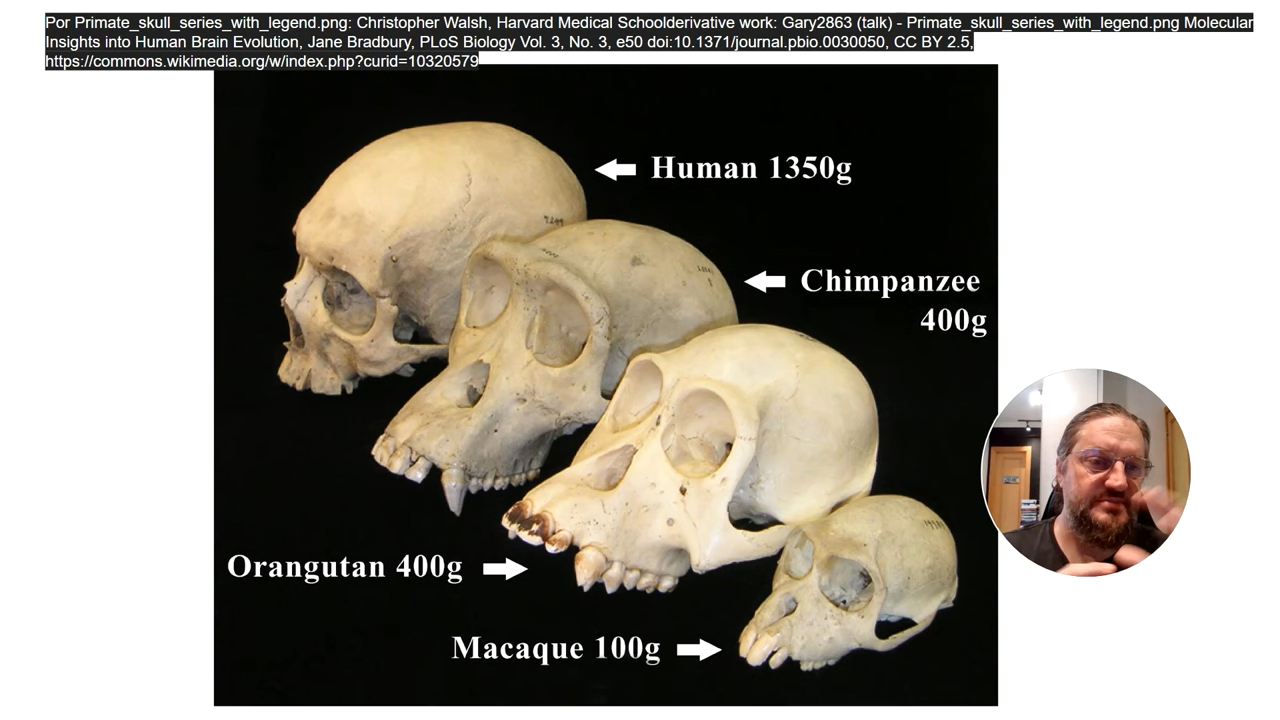 Por Primate_skull_series_with_legend.png: Christopher Walsh, Harvard Medical Schoolderivative work: Gary2863 (talk) - Primate_skull_series_with_legend.png Molecular
Insights into Human Brain Evolution, Jane Bradbury, PLoS Biology Vol. 3, No. 3, e50 doi:10.1371/journal.pbio.0030050, CC BY 2.5,
https://commons.wikimedia.org/w/index.php?curid=10320579
Human 1350g
Chimpanzee
400g
Orangutan 400g
Macaque 100g